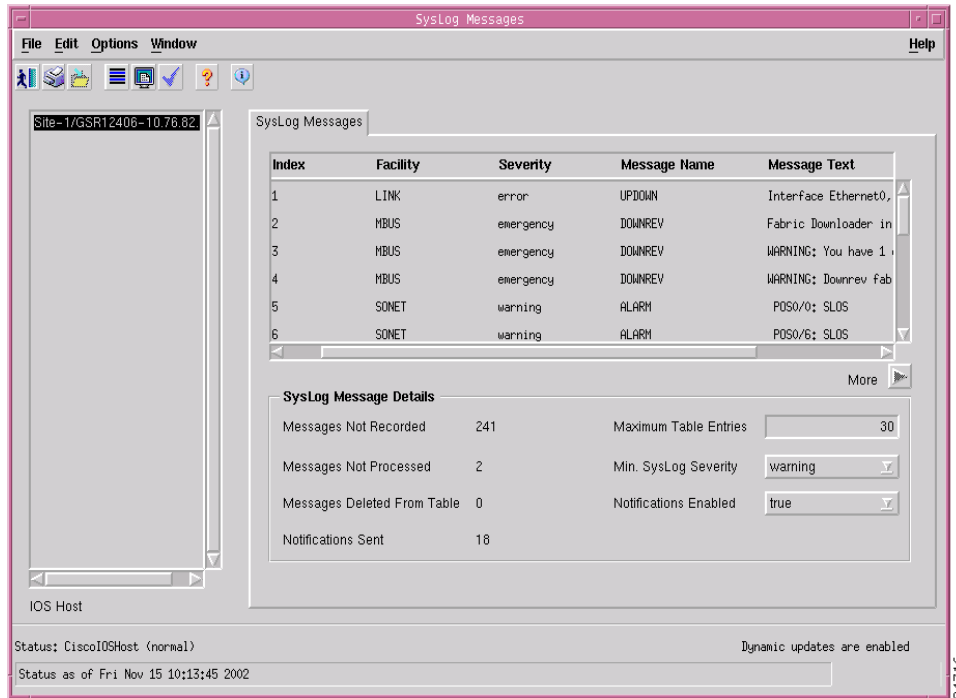 SysLog Messages
File Edit Options Window Help
Site-1/GSR12406-10.76.82.
SysLog Messages
Index Facility Severity Message Name Message Text
1 LINK error UPDOWN Interface Ethernet0,
2 MBUS emergency DOWNREV Fabric Downloader in
3 MBUS emergency DOWNREV WARNING: You have 1
4 MBUS emergency DOWNREV WARNING: Downrev fab
5 SONET warning ALARM POS0/0: SLOS
6 SONET warning ALARM POS0/6: SLOS
More
SysLog Message Details
Messages Not Recorded 241 Maximum Table Entries 30
Messages Not Processed 2 Min. SysLog Severity warning
Messages Deleted From Table 0 Notifications Enabled true
Notifications Sent 18
IOS Host
Status: CiscoIOSHost (normal) Dynamic updates are enabled
Status as of Fri Nov 15 10:13:45 2002